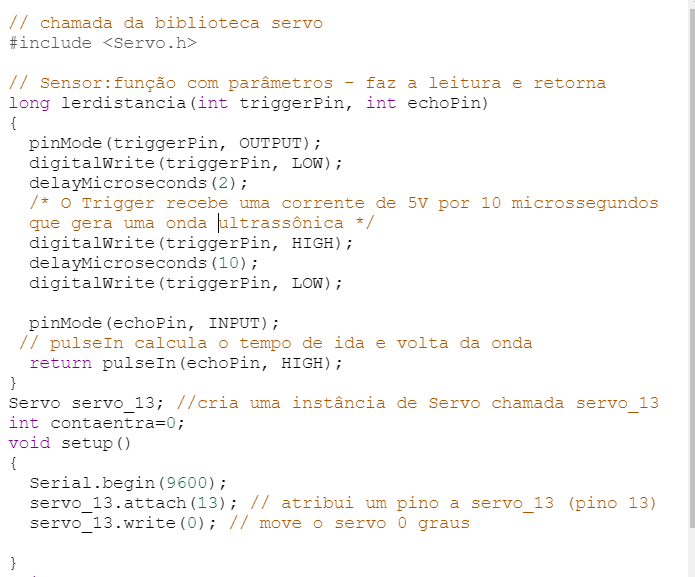 // chamada da biblioteca servo
#include <Servo.h>
// Sensor:função com parâmetros - faz a leitura e retorna
long lerdistancia(int triggerPin, int echoPin)
{
pinMode(triggerPin, OUTPUT);
digitalWrite(triggerPin, LOW);
delayMicroseconds(2);
/* O Trigger recebe uma corrente de 5V por 10 microssegundos
que gera uma onda ultrassônica */
digitalWrite(triggerPin, HIGH);
delayMicroseconds(10);
digitalWrite(triggerPin, LOW);
pinMode(echoPin, INPUT);
// pulseIn calcula o tempo de ida e volta da onda
return pulseIn(echoPin, HIGH);
}
Servo servo_13; //cria uma instância de Servo chamada servo_13
int contaentra=0;
void setup()
{
Serial.begin(9600);
servo_13.attach(13); // atribui um pino a servo_13 (pino 13)
servo_13.write(0); // move o servo 0 graus
}